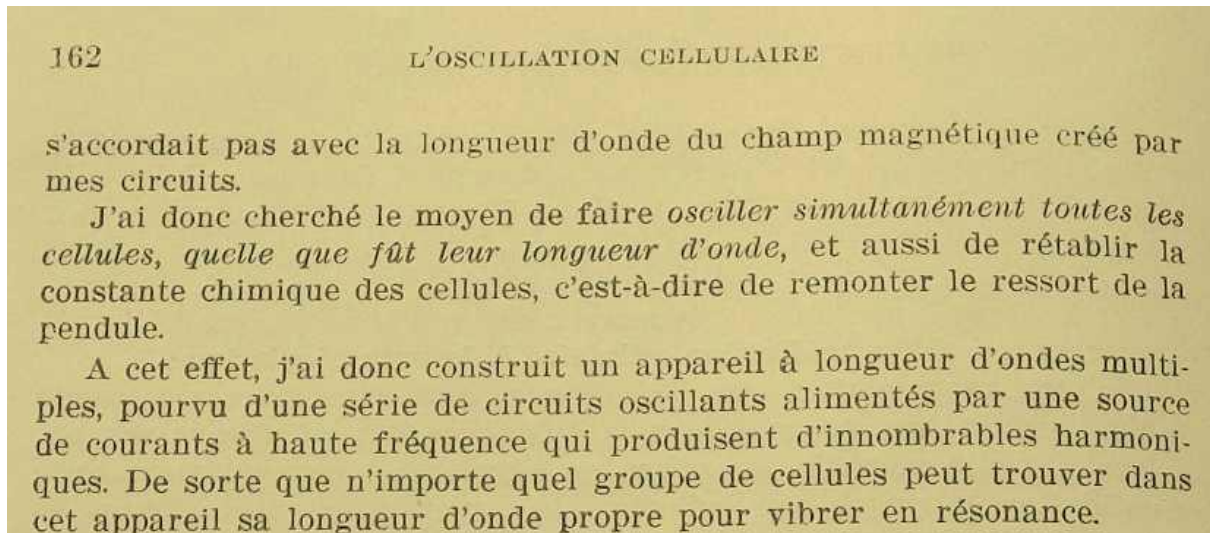 162
L'OSCILLATION CELLULAIRE
s'accordait pas avec la longueur d'onde du champ magnétique créé par
mes circuits.
J'ai donc cherché le moyen de faire osciller simultanément toutes les
cellules, quelle que fût leur longueur d'onde, et aussi de rétablir la
constante chimique des cellules, c'est-à-dire de remonter le ressort de la
pendule.
A cet effet, j'ai donc construit un appareil à longueur d'ondes multi-
ples, pourvu d'une série de circuits oscillants alimentés par une source
de courants à haute fréquence qui produisent d'innombrables harmoni-
ques. De sorte que n'importe quel groupe de cellules peut trouver dans
cet appareil sa longueur d'onde propre pour vibrer en résonance.